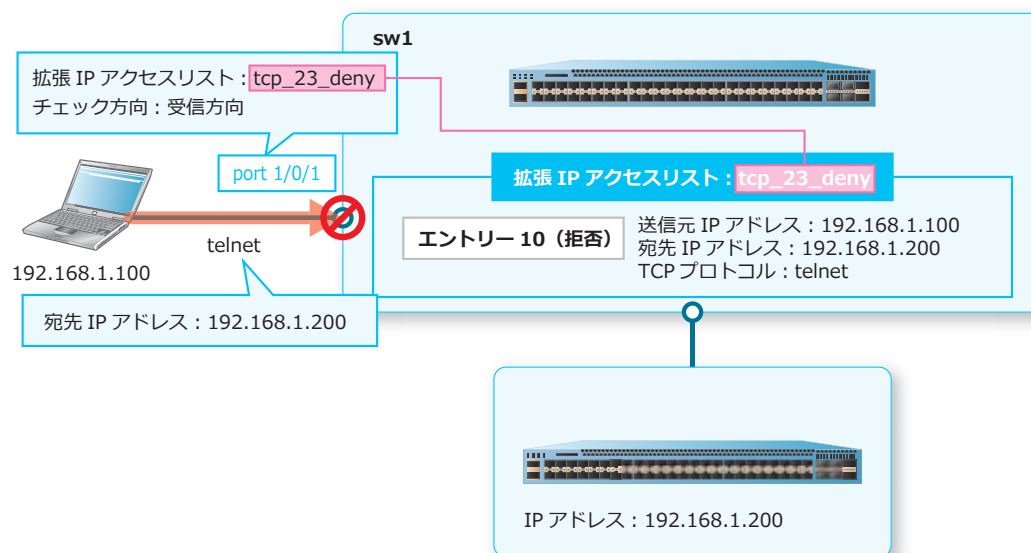 sw1
拡張 IP アクセスリスト：tcp_23_deny
チェック方向：受信方向
port 1/0/1
拡張 IP アクセスリスト：tcp_23_deny
エントリー 10（拒否）
送信元 IP アドレス：192.168.1.100
宛先 IP アドレス：192.168.1.200
TCP プロトコル：telnet
telnet
192.168.1.100
宛先 IP アドレス：192.168.1.200
IP アドレス：192.168.1.200